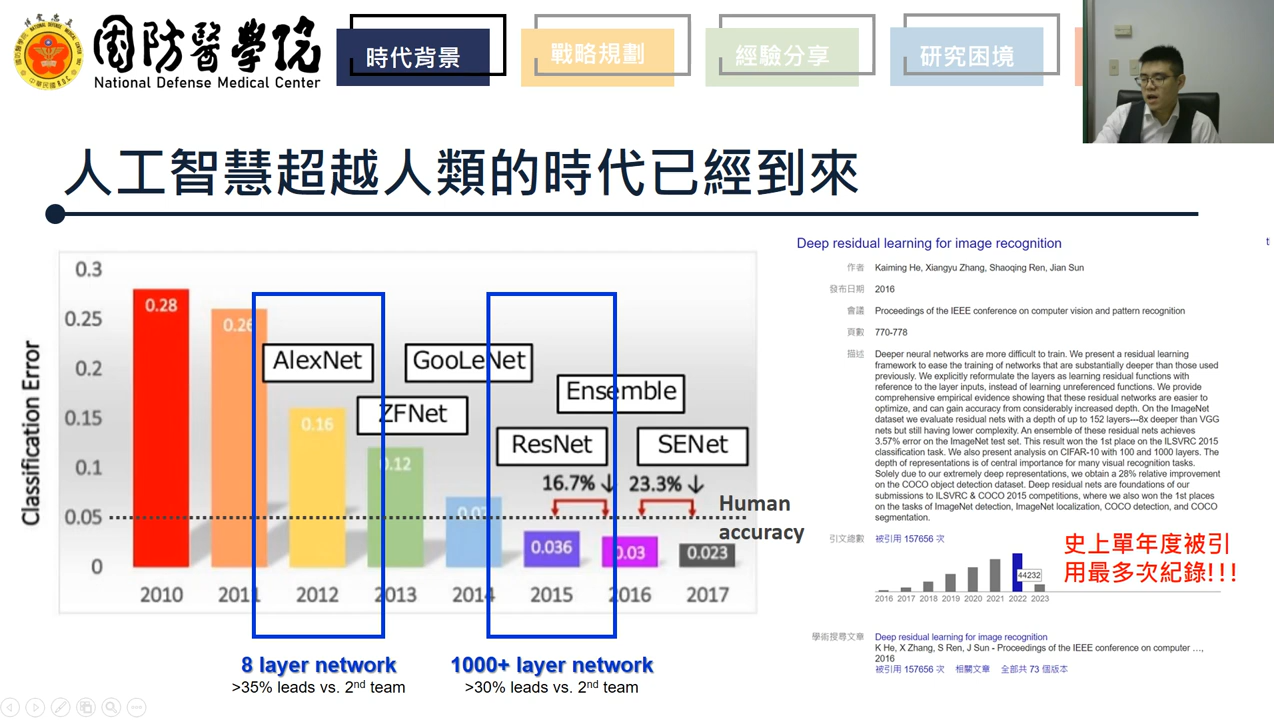 國防醫學院
National Defense Medical Center
時代背景
戰略規劃
經驗分享
研究困境
人工智慧超越人類的時代已經到來
Classification Error
0.3
0.25
0.2
0.15
0.1
0.05
0
0.28
0.26
0.16
0.12
0.07
0.036
0.03
0.023
AlexNet
ZFNet
GooLeNet
ResNet
Ensemble
SENet
16.7% ↓
23.3% ↓
Human
accuracy
2010
2011
2012
2013
2014
2015
2016
2017
8 layer network
>35% leads vs. 2nd team
1000+ layer network
>30% leads vs. 2nd team
Deep residual learning for image recognition
作者 Kaiming He, Xiangyu Zhang, Shaoqing Ren, Jian Sun
發布日期 2016
會議 Proceedings of the IEEE conference on computer vision and pattern recognition
頁數 770-778
描述 Deeper neural networks are more difficult to train. We present a residual learning
framework to ease the training of networks that are substantially deeper than those used
previously. We explicitly reformulate the layers as learning residual functions with
reference to the layer inputs, instead of learning unreferenced functions. We provide
comprehensive empirical evidence showing that these residual networks are easier to
optimize, and can gain accuracy from considerably increased depth. On the ImageNet
dataset we evaluate residual nets with a depth of up to 152 layers---8x deeper than VGG
nets but still having lower complexity. An ensemble of these residual nets achieves
3.57% error on the ImageNet test set. This result won the 1st place on the ILSVRC 2015
classification task. We also present analysis on CIFAR-10 with 100 and 1000 layers. The
depth of representations is of central importance for many visual recognition tasks.
Solely due to our extremely deep representations, we obtain a 28% relative improvement
on the COCO object detection dataset. Deep residual nets are foundations of our
submissions to ILSVRC & COCO 2015 competitions, where we also won the 1st places
on the tasks of ImageNet detection, ImageNet localization, COCO detection, and COCO
segmentation.
引文總數 被引用 157656 次
44232
2016 2017 2018 2019 2020 2021 2022 2023
史上單年度被引
用最多次紀錄!!!
學術搜尋文章 Deep residual learning for image recognition
K He, X Zhang, S Ren, J Sun - Proceedings of the IEEE conference on computer …,
2016
被引用 157656 次 相關文章 全部共 73 個版本